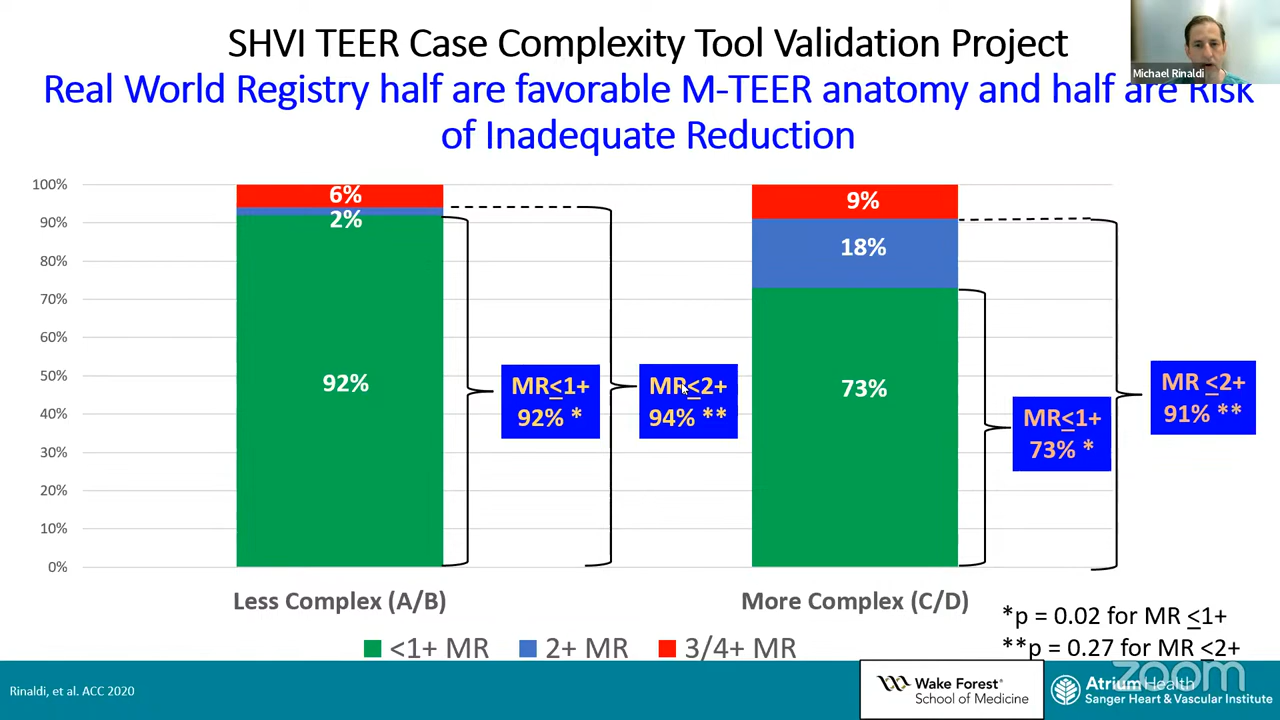 SHVI TEER Case Complexity Tool Validation Project
Michael Rinaldi
Real World Registry half are favorable M-TEER anatomy and half are Risk
of Inadequate Reduction
100%
90%
80%
70%
60%
50%
40%
30%
20%
10%
0%
6%
2%
92%
MR≤1+
92% *
MR≤2+
94% **
9%
18%
73%
MR≤1+
73% *
MR ≤2+
91% **
Less Complex (A/B)
More Complex (C/D)
<1+ MR
2+ MR
3/4+ MR
*p = 0.02 for MR ≤1+
**p = 0.27 for MR ≤2+
zoom
Rinaldi, et al. ACC 2020
Wake Forest®
School of Medicine
Atrium Health
Sanger Heart & Vascular Institute